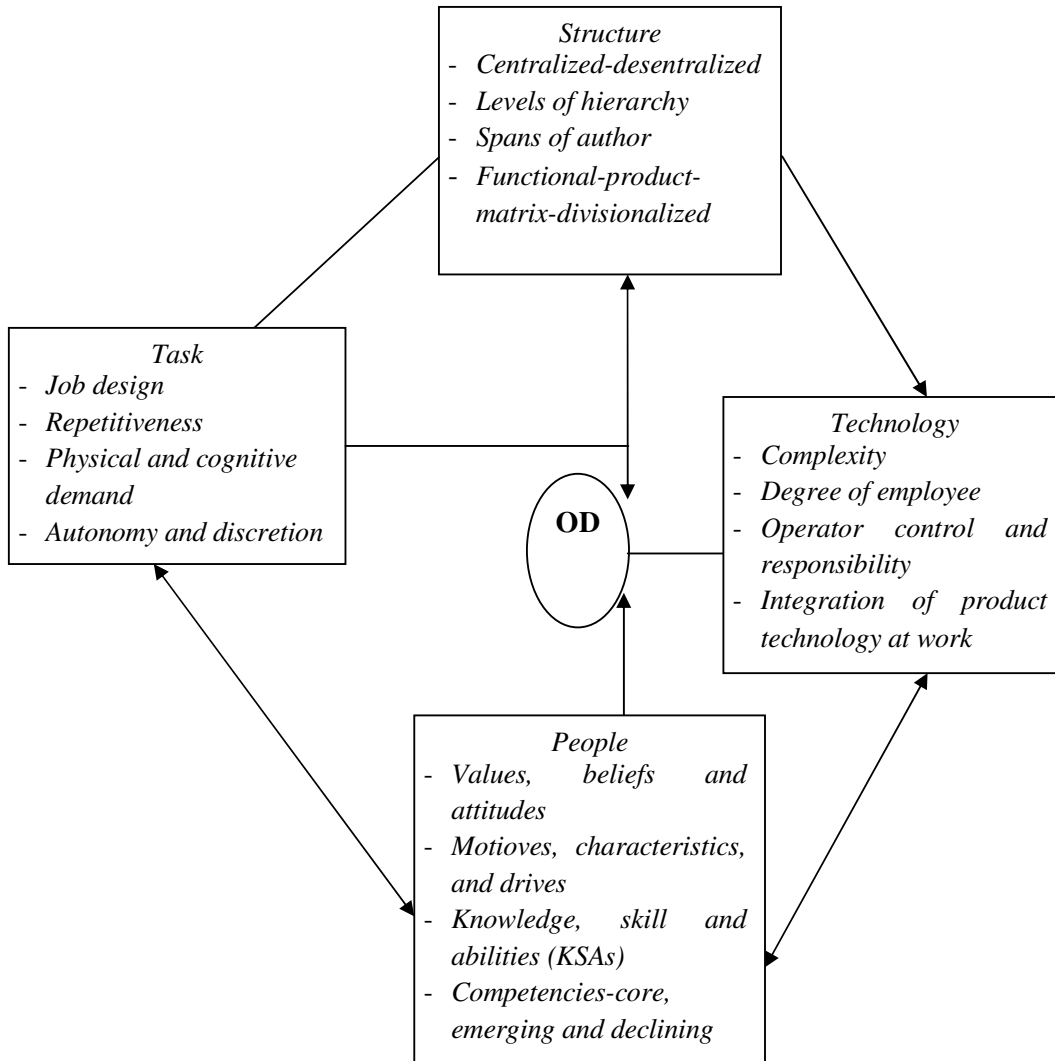 Structure
- Centralized-desentralized
- Levels of hierarchy
- Spans of author
- Functional-product-
matrix-divisionalized
Task
- Job design
- Repetitiveness
- Physical and cognitive
demand
- Autonomy and discretion
Technology
- Complexity
- Degree of employee
- Operator control and
responsibility
- Integration of product
technology at work
OD
People
- Values, beliefs and
attitudes
- Motioves, characteristics,
and drives
- Knowledge, skill and
abilities (KSAs)
- Competencies-core,
emerging and declining